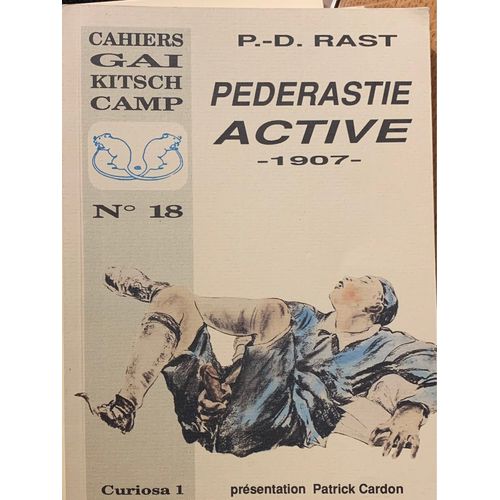 CAHIERS
GAI
KITSCH
CAMP
N° 18
P.-D. RAST
PEDERASTIE
ACTIVE
-1907-
Curiosa 1
présentation Patrick Cardon